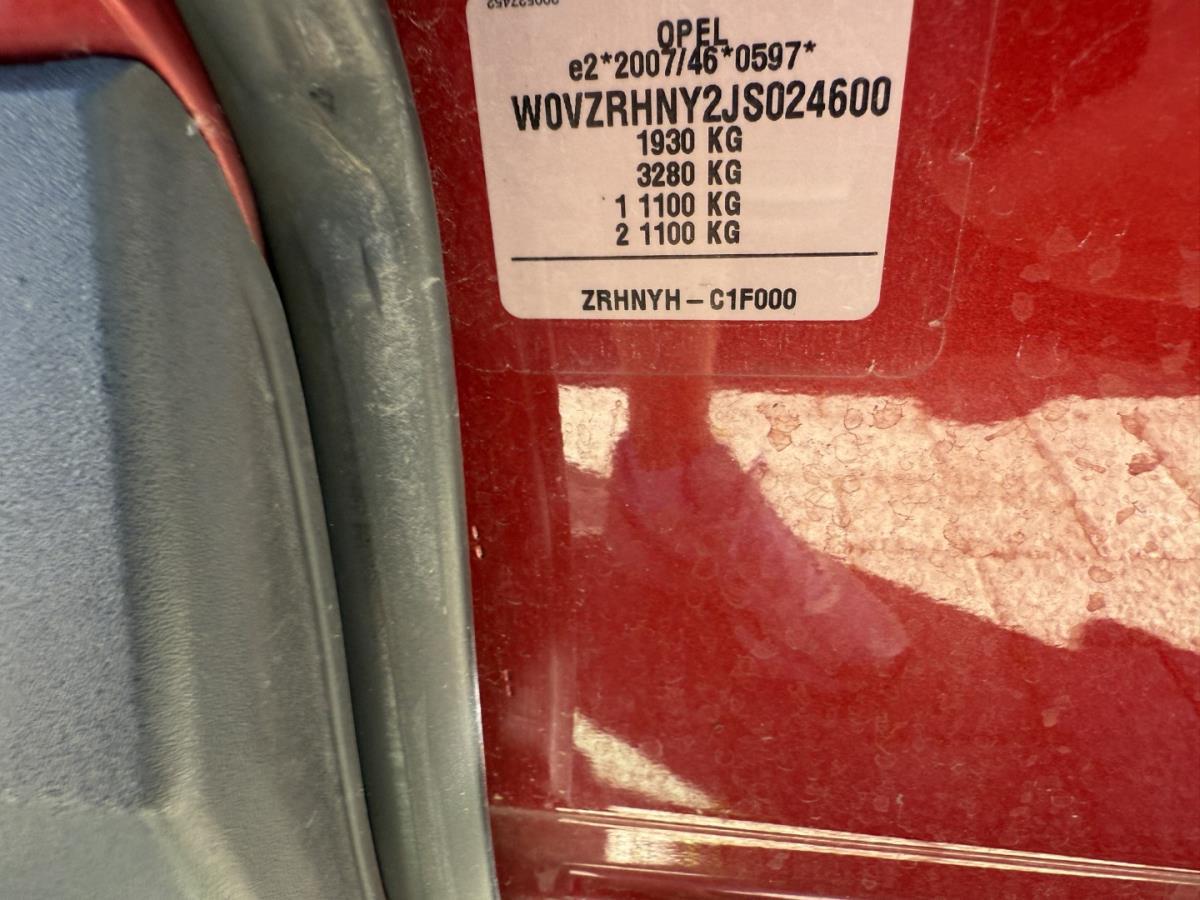 OPEL
e2*2007/46*0597*
W0VZRHNY2JS024600
1930 KG
3280 KG
1 1100 KG
2 1100 KG
ZRHNYH – C1F000